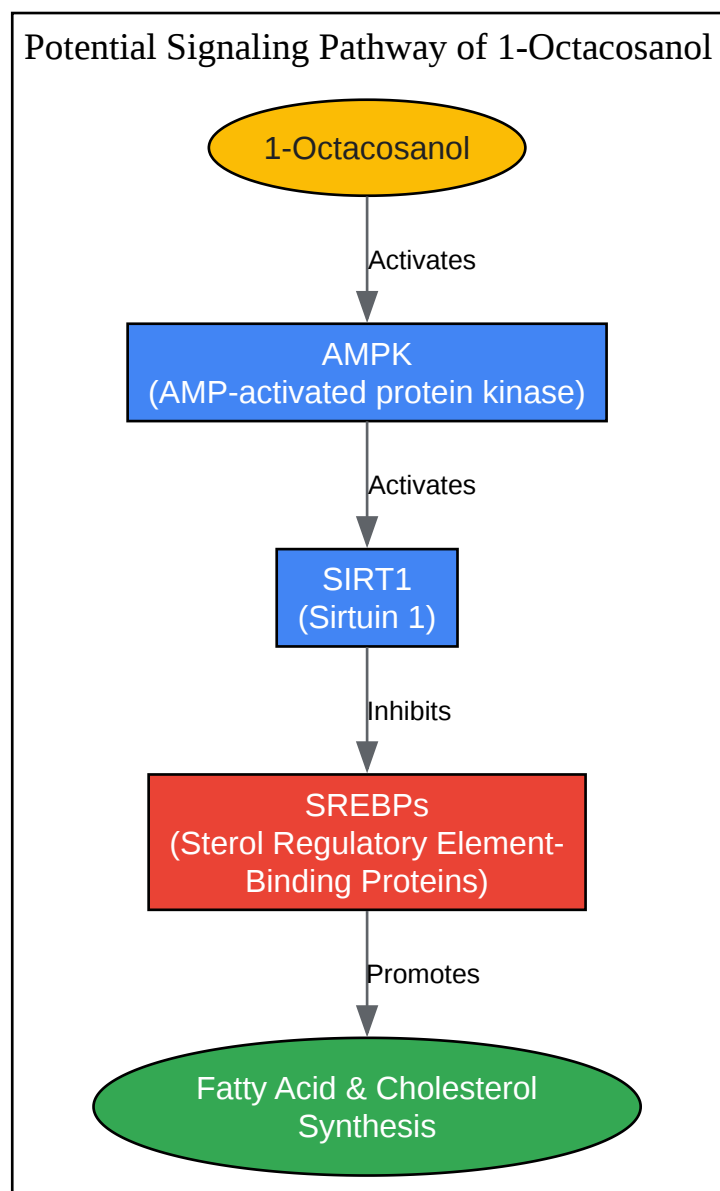 Potential Signaling Pathway of 1-Octacosanol
1-Octacosanol
Activates
AMPK
(AMP-activated protein kinase)
Activates
SIRT1
(Sirtuin 1)
Inhibits
SREBPs
(Sterol Regulatory Element-
Binding Proteins)
Promotes
Fatty Acid & Cholesterol
Synthesis